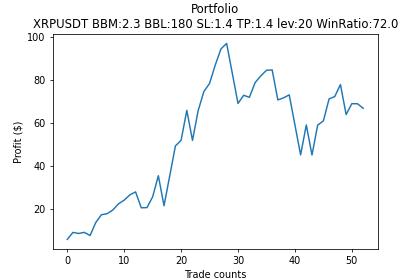 Portfolio
XRPUSDT BBM:2.3 BBL:180 SL:1.4 TP:1.4 lev:20 WinRatio:72.0
100
80
60
40
20
Profit ($)
0
10
20
30
40
50
Trade counts